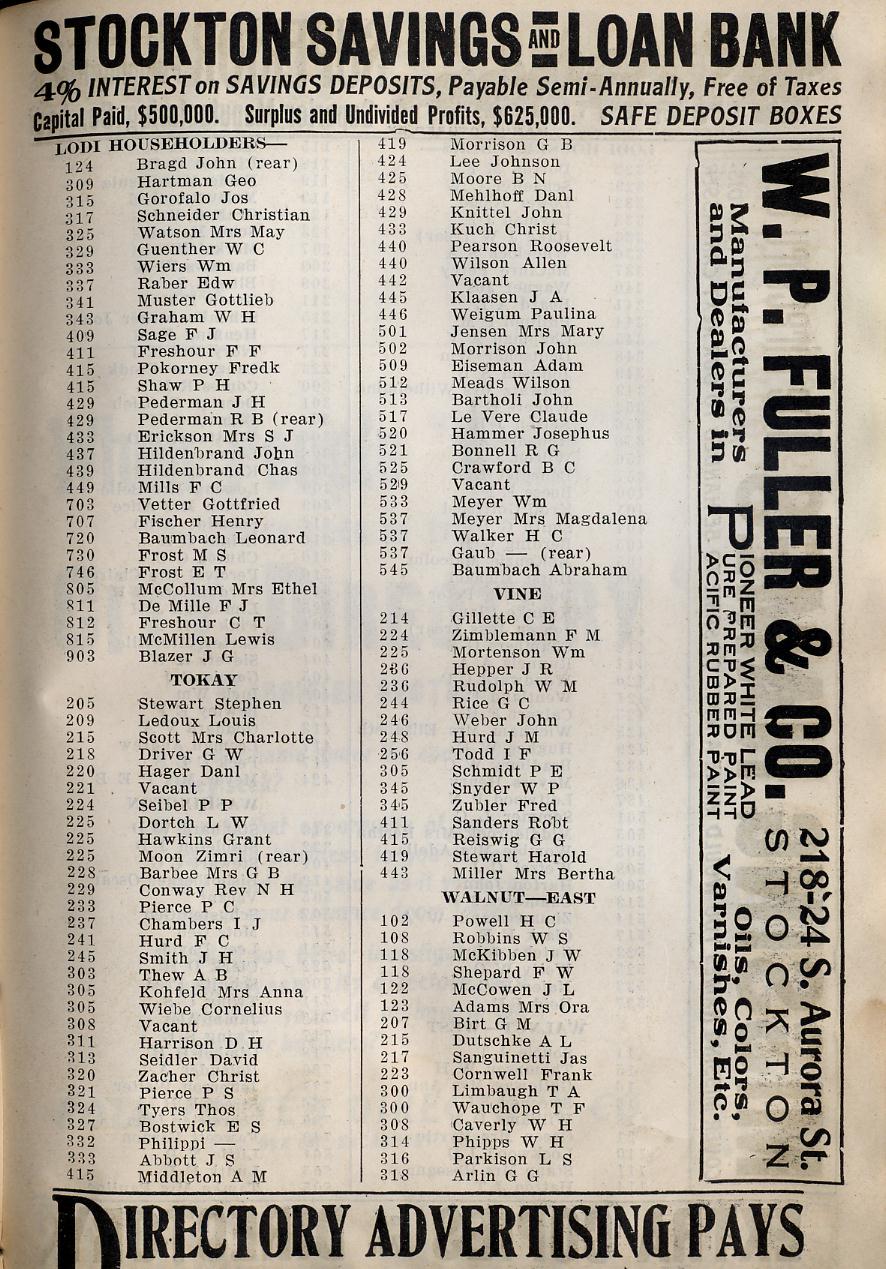 STOCKTON SAVINGS AND LOAN BANK
4% INTEREST on SAVINGS DEPOSITS, Payable Semi-Annually, Free of Taxes
Capital Paid, $500,000. Surplus and Undivided Profits, $625,000. SAFE DEPOSIT BOXES
LODI HOUSEHOLDERS—
124 Bragd John (rear)
309 Hartman Geo
315 Gorofalo Jos
317 Schneider Christian
325 Watson Mrs May
329 Guenther W C
333 Wiers Wm
337 Raber Edw
341 Muster Gottlieb
343 Graham W H
409 Sage F J
411 Freshour F F
415 Pokorney Fredk
415 Shaw P H
429 Pederman J H
429 Pederman R B (rear)
433 Erickson Mrs S J
437 Hildenbrand John
439 Hildenbrand Chas
449 Mills F C
703 Vetter Gottfried
707 Fischer Henry
720 Baumbach Leonard
730 Frost M S
746 Frost E T
805 McCollum Mrs Ethel
811 De Mille F J
812 Freshour C T
815 McMillen Lewis
903 Blazer J G
TOKAY
205 Stewart Stephen
209 Ledoux Louis
215 Scott Mrs Charlotte
218 Driver G W
220 Hager Danl
221 Vacant
224 Seibel P P
225 Dortch L W
225 Hawkins Grant
225 Moon Zimri (rear)
228 Barbee Mrs G B
229 Conway Rev N H
233 Pierce P C
237 Chambers I J
241 Hurd F C
245 Smith J H
303 Thew A B
305 Kohfeld Mrs Anna
305 Wiebe Cornelius
308 Vacant
311 Harrison D H
313 Seidler David
320 Zacher Christ
321 Pierce P S
324 Tyers Thos
327 Bostwick E S
332 Philippi —
333 Abbott J S
415 Middleton A M
419 Morrison G B
424 Lee Johnson
425 Moore B N
428 Mehlhoff Danl
429 Knittel John
433 Kuch Christ
440 Pearson Roosevelt
440 Wilson Allen
442 Vacant
445 Klaasen J A
446 Weigum Paulina
501 Jensen Mrs Mary
502 Morrison John
509 Eiseman Adam
512 Meads Wilson
513 Bartholi John
517 Le Vere Claude
520 Hammer Josephus
521 Bonnell R G
525 Crawford B C
529 Vacant
533 Meyer Wm
537 Meyer Mrs Magdalena
537 Walker H C
537 Gaub — (rear)
545 Baumbach Abraham
VINE
214 Gillette C E
224 Zimblemann F M
225 Mortenson Wm
236 Hepper J R
236 Rudolph W M
244 Rice G C
246 Weber John
248 Hurd J M
256 Todd I F
305 Schmidt P E
345 Snyder W P
345 Zubler Fred
411 Sanders Robt
415 Reiswig G G
419 Stewart Harold
443 Miller Mrs Bertha
WALNUT—EAST
102 Powell H C
108 Robbins W S
118 McKibben J W
118 Shepard F W
122 McCowen J L
123 Adams Mrs Ora
207 Birt G M
215 Dutschke A L
217 Sanguinetti Jas
223 Cornwell Frank
300 Limbaugh T A
300 Wauchope T F
308 Caverly W H
314 Phipps W H
316 Parkison L S
318 Arlin G G
W. P. FULLER & CO.
218-'24 S. Aurora St.
STOCKTON
Manufacturers
and Dealers in
PIONEER WHITE LEAD
URE PREPARED PAINT
ACIFIC RUBBER PAINT
Oils, Colors,
Varnishes, Etc.
DIRECTORY ADVERTISING PAYS